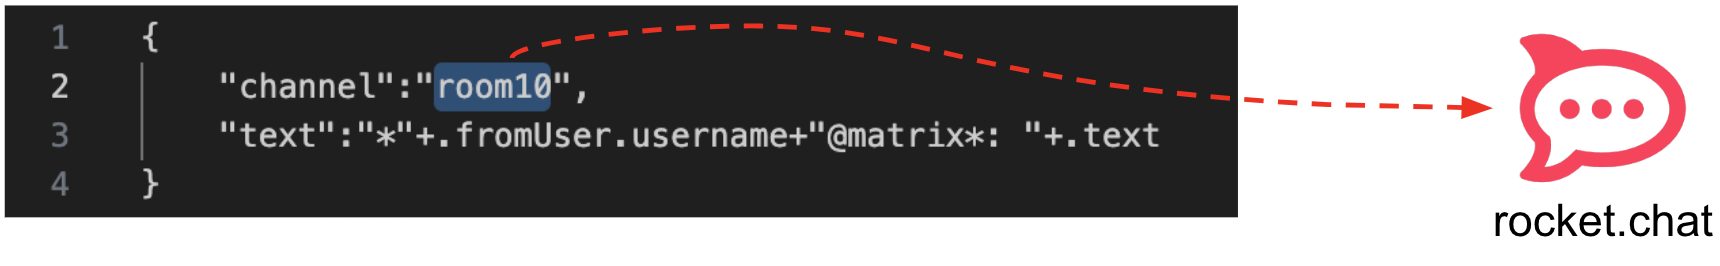 1 {
2 "channel":"room10",
3 "text":"*"+.fromUser.username+"@matrix*: "+.text
4 }
rocket.chat